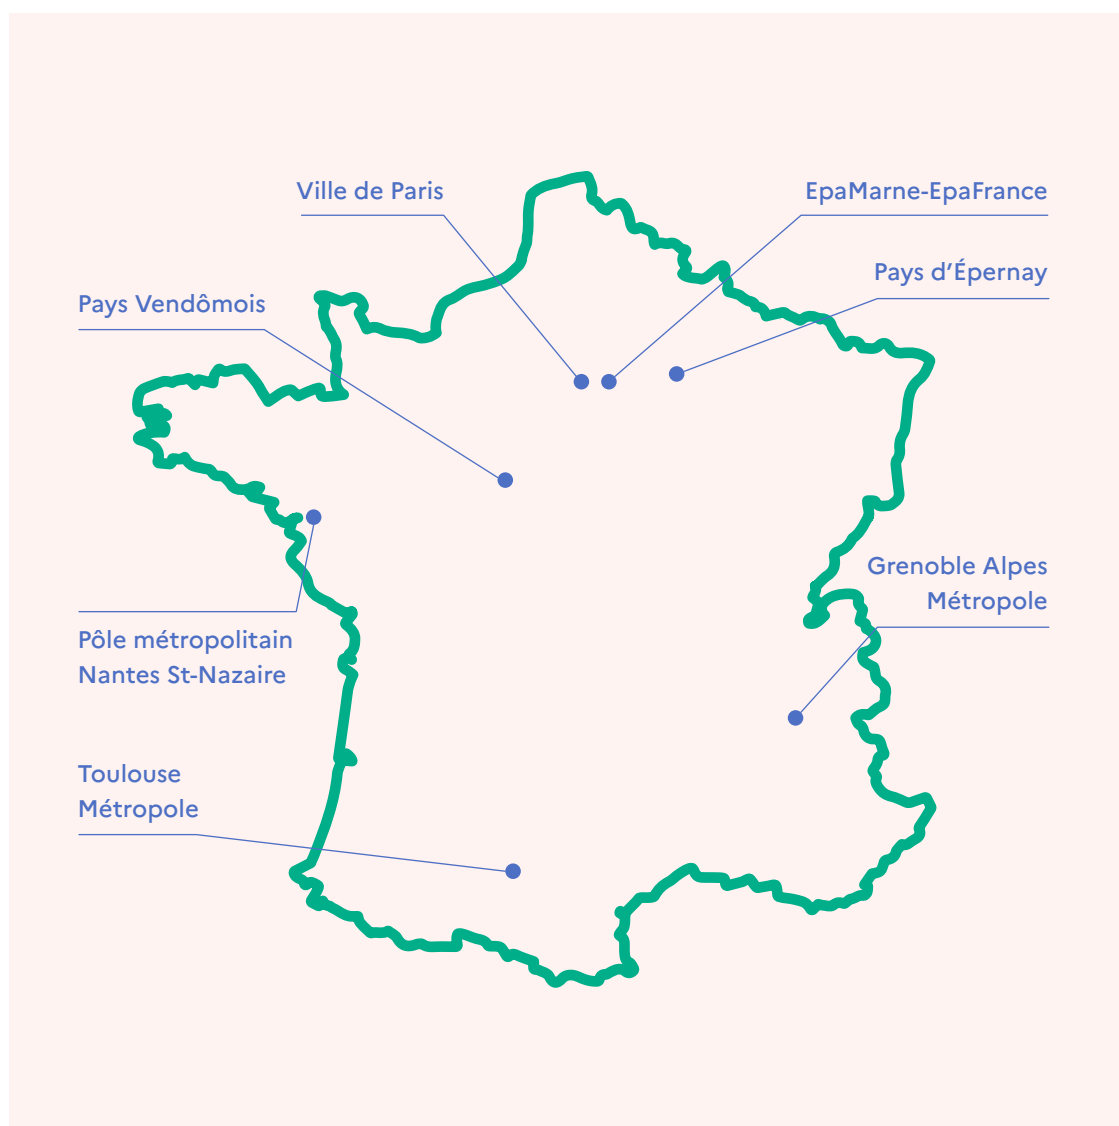 Ville de Paris
EpaMarne-EpaFrance
Pays d’Épernay
Pays Vendômois
Grenoble Alpes
Métropole
Pôle métropolitain
Nantes St-Nazaire
Toulouse
Métropole